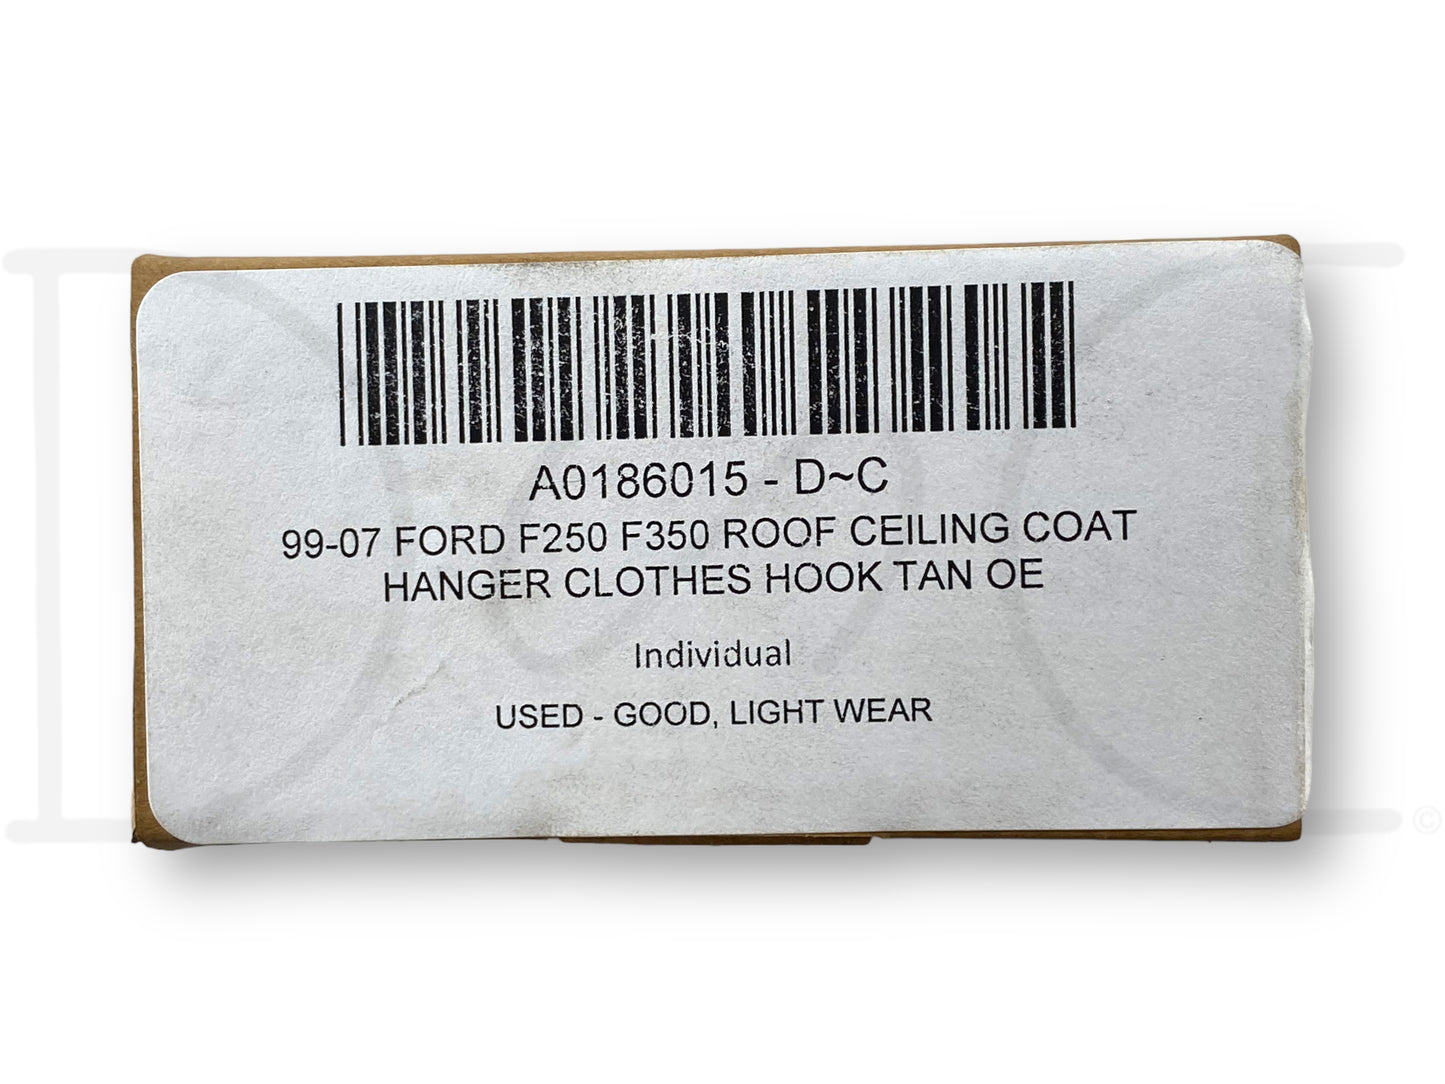 A0186015 - D~C
99-07 FORD F250 F350 ROOF CEILING COAT
HANGER CLOTHES HOOK TAN OE
Individual
USED - GOOD, LIGHT WEAR
©